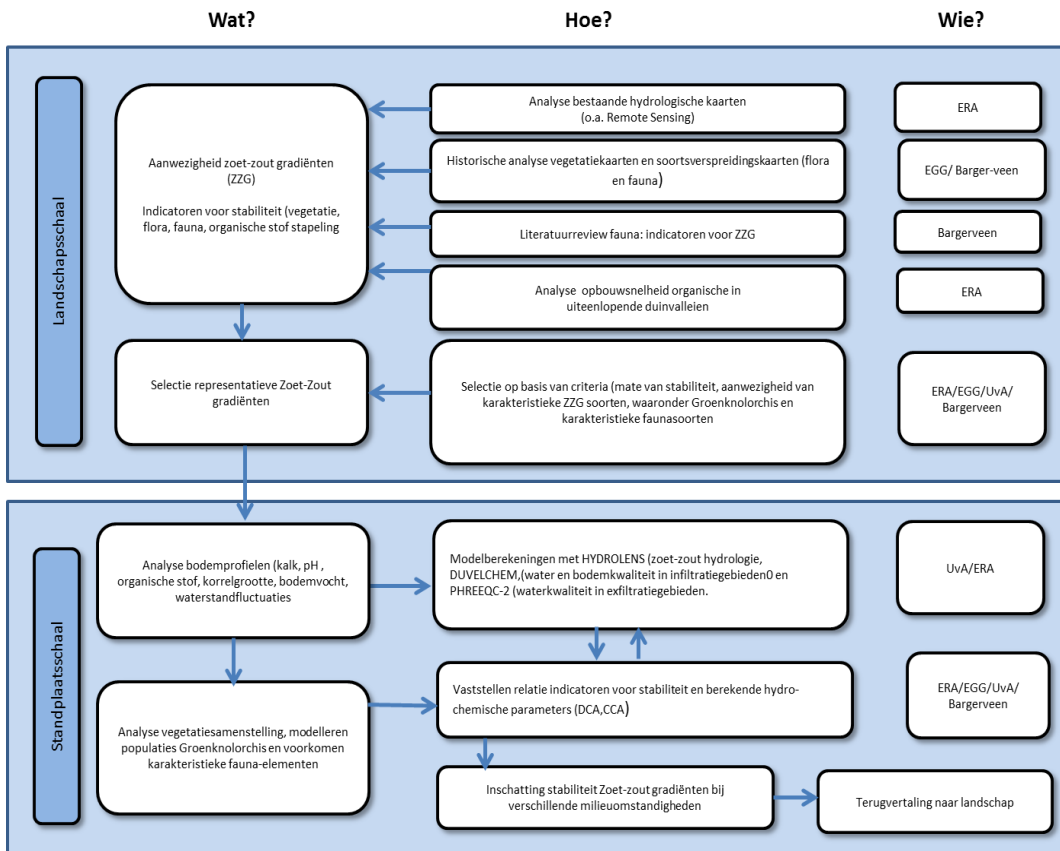 Wat?
Hoe?
Wie?
Landschapsschaal
Aanwezigheid zoet-zout gradiënten
(ZZG)
Indicatoren voor stabiliteit (vegetatie,
flora, fauna, organische stof stapeling
Analyse bestaande hydrologische kaarten
(o.a. Remote Sensing)
ERA
Historische analyse vegetatiekaarten en soortsverspreidingskaarten (flora
en fauna)
EGG/ Barger-veen
Literatuurreview fauna: indicatoren voor ZZG
Bargerveen
Analyse opbouwsnelheid organische in
uiteenlopende duinvalleien
ERA
Selectie representatieve Zoet-Zout
gradiënten
Selectie op basis van criteria (mate van stabiliteit, aanwezigheid van
karakteristieke ZZG soorten, waaronder Groenknolorchis en
karakteristieke faunasoorten
ERA/EGG/UvA/
Bargerveen
Standplaatsschaal
Analyse bodemprofielen (kalk, pH ,
organische stof, korrelgrootte, bodemvocht,
waterstandfluctuaties
Modelberekeningen met HYDROLENS (zoet-zout hydrologie,
DUVELCHEM,(water en bodemkwaliteit in infiltratiegebieden0 en
PHREEQC-2 (waterkwaliteit in exfiltratiegebieden.
UvA/ERA
Analyse vegetatiesamenstelling, modelleren
populaties Groenknolorchis en voorkomen
karakteristieke fauna-elementen
Vaststellen relatie indicatoren voor stabiliteit en berekende hydro-
chemische parameters (DCA,CCA)
ERA/EGG/UvA/
Bargerveen
Inschatting stabiliteit Zoet-zout gradiënten bij
verschillende milieuomstandigheden
Terugvertaling naar landschap